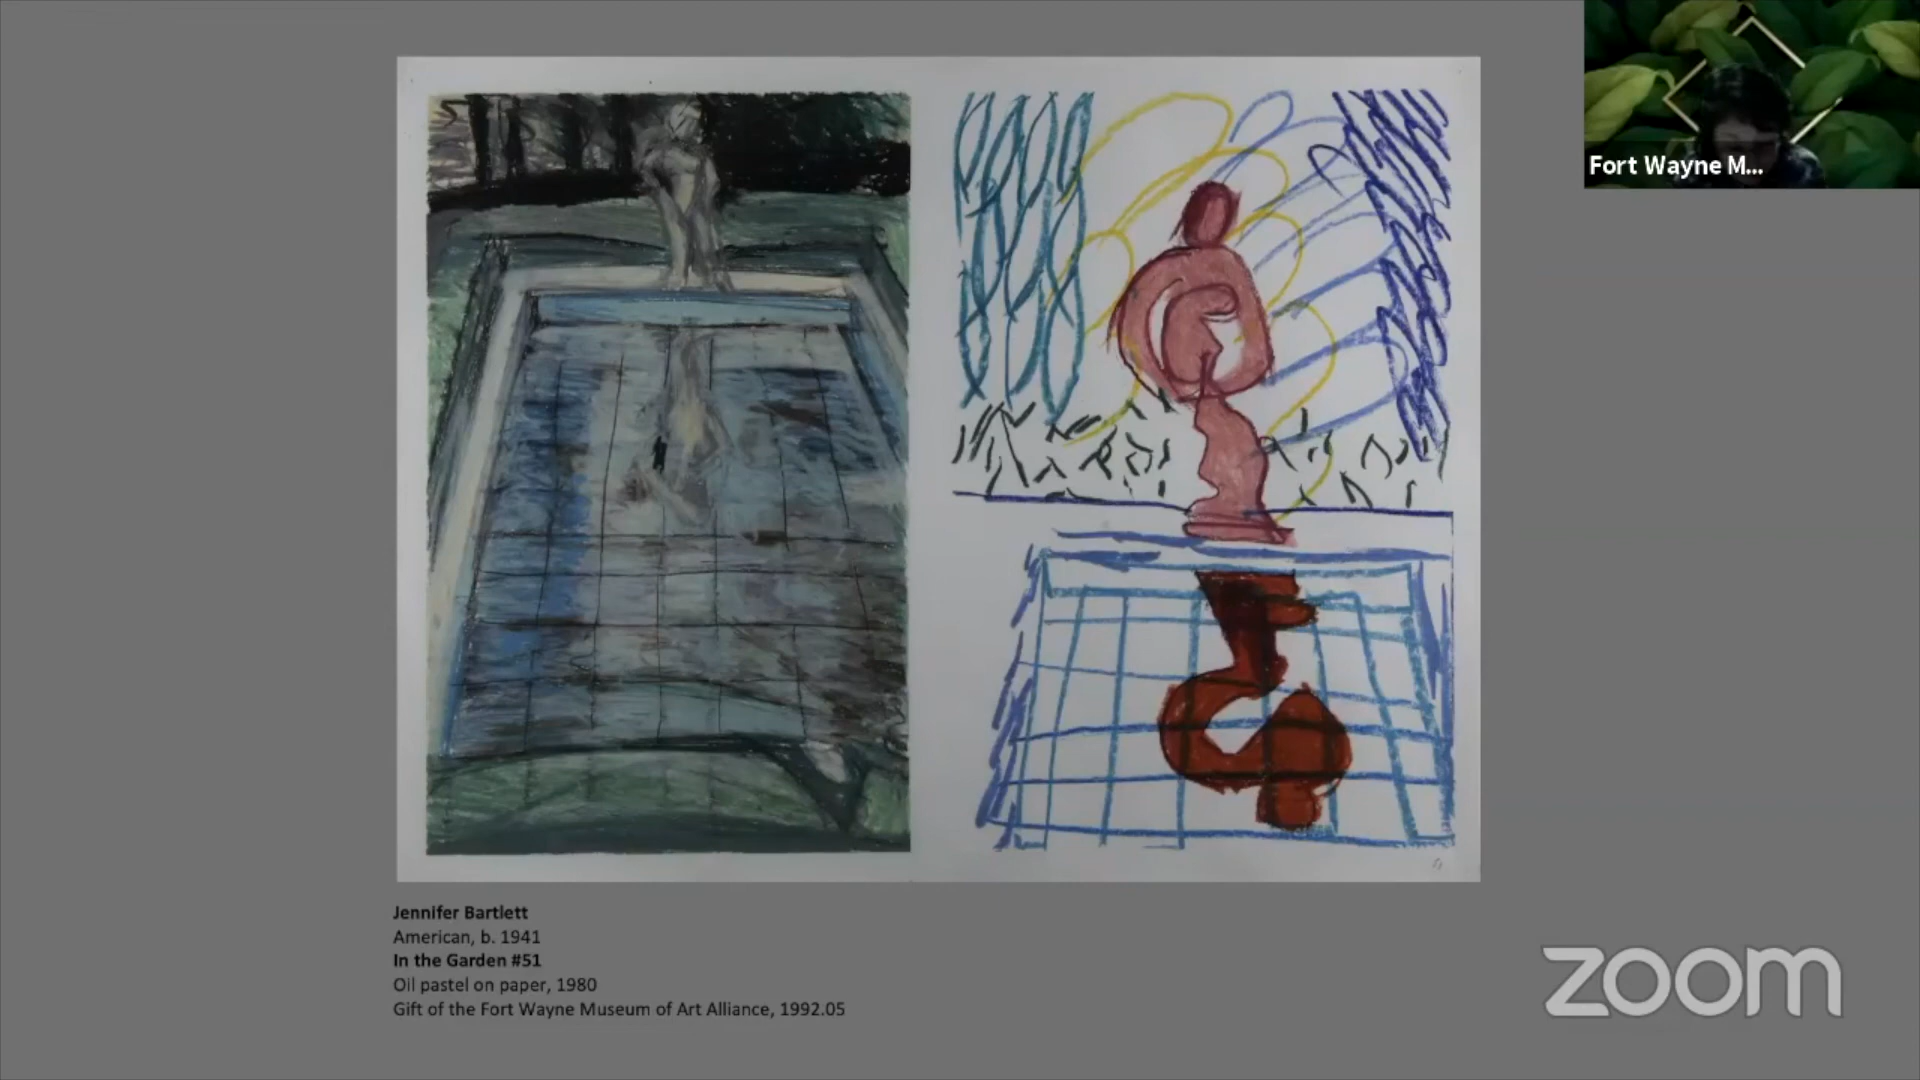 Fort Wayne M...
Jennifer Bartlett
American, b. 1941
In the Garden #51
Oil pastel on paper, 1980
Gift of the Fort Wayne Museum of Art Alliance, 1992.05
zoom